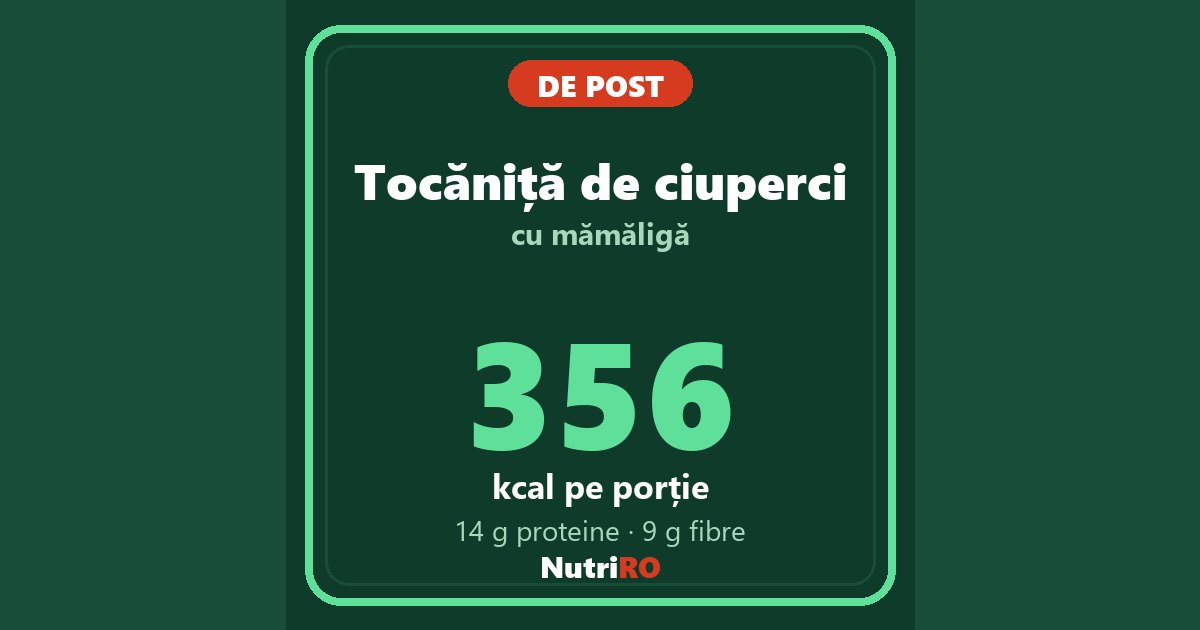 DE POST
Tocăniță de ciuperci
cu mămăligă
356
kcal pe porție
14 g proteine · 9 g fibre
NutriRO